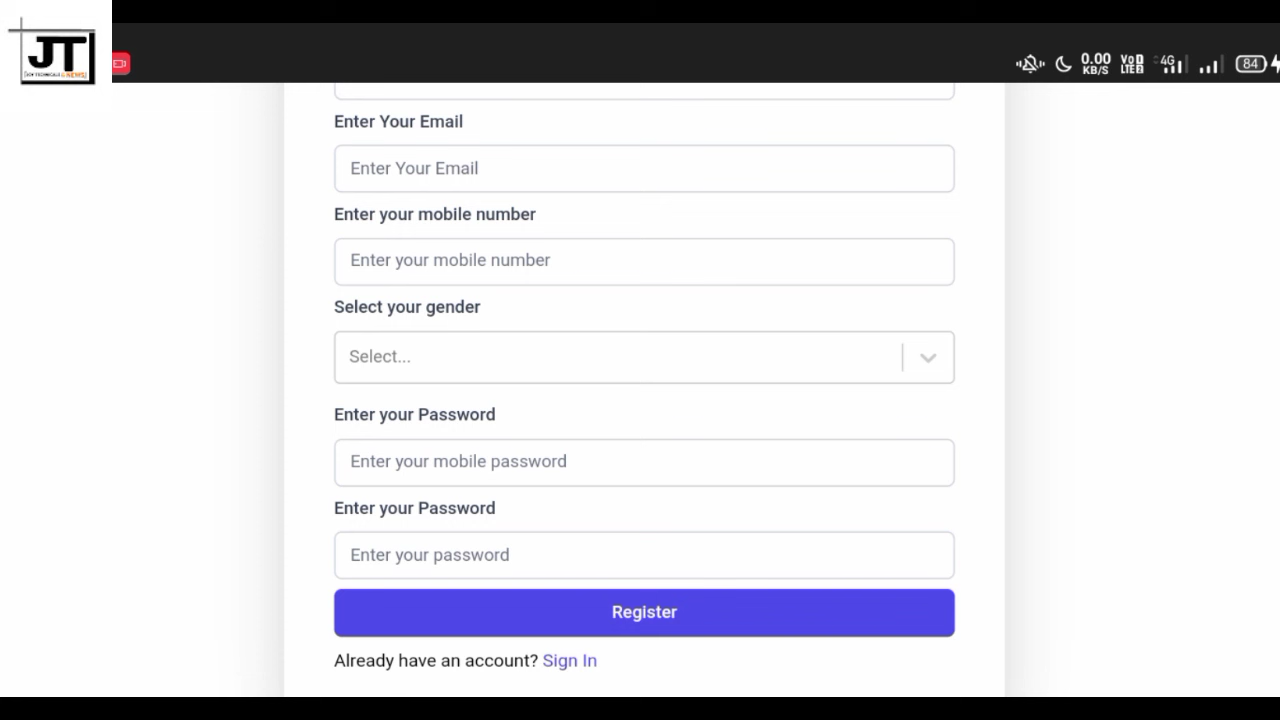 JT
0.00
KB/S
Vo
LTE 2
4G
84
Enter Your Email
Enter Your Email
Enter your mobile number
Enter your mobile number
Select your gender
Select...
Enter your Password
Enter your mobile password
Enter your Password
Enter your password
Register
Already have an account? Sign In